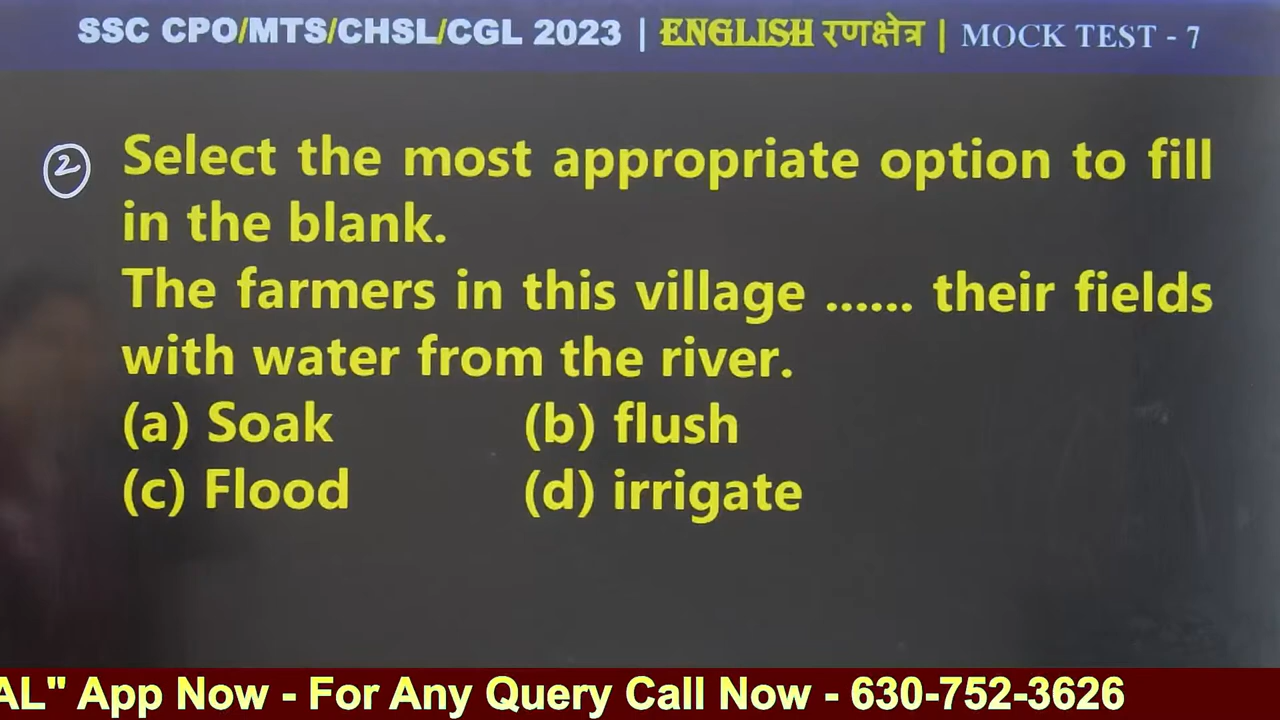 SSC CPO/MTS/CHSL/CGL 2023 | ENGLISH रणक्षेत्र | MOCK TEST - 7
2 Select the most appropriate option to fill
in the blank.
The farmers in this village ...... their fields
with water from the river.
(a) Soak (b) flush
(c) Flood (d) irrigate
AL" App Now - For Any Query Call Now - 630-752-3626